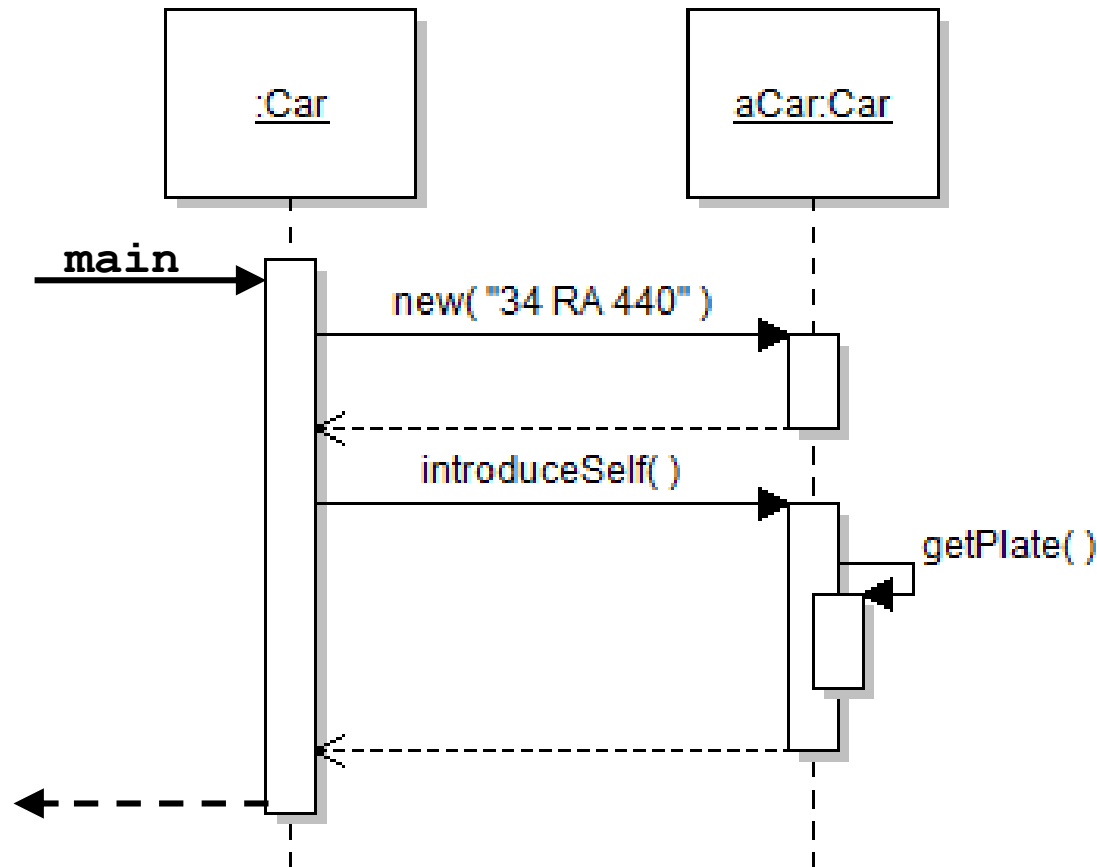 :Car
aCar:Car
main
new( "34 RA 440" )
introduceSelf( )
getPlate( )